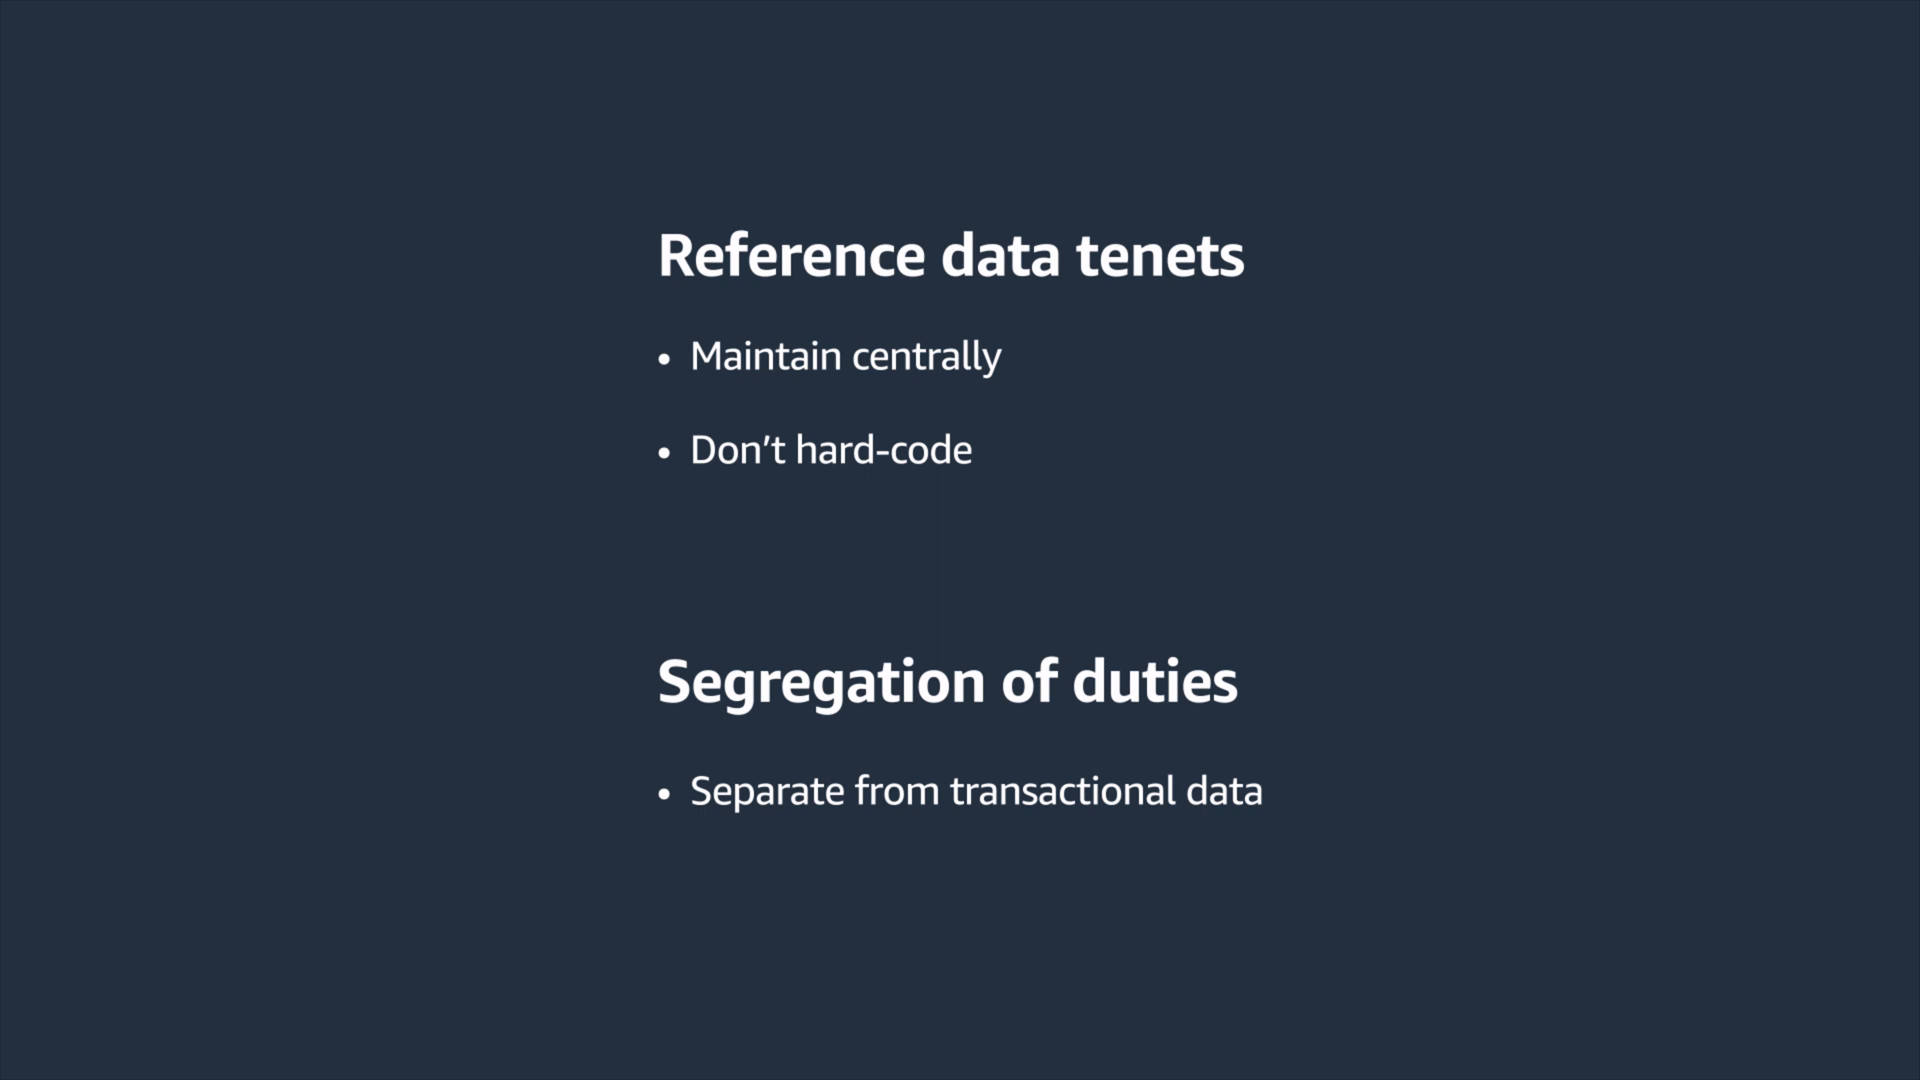 Reference data tenets
• Maintain centrally
• Don’t hard-code
Segregation of duties
• Separate from transactional data